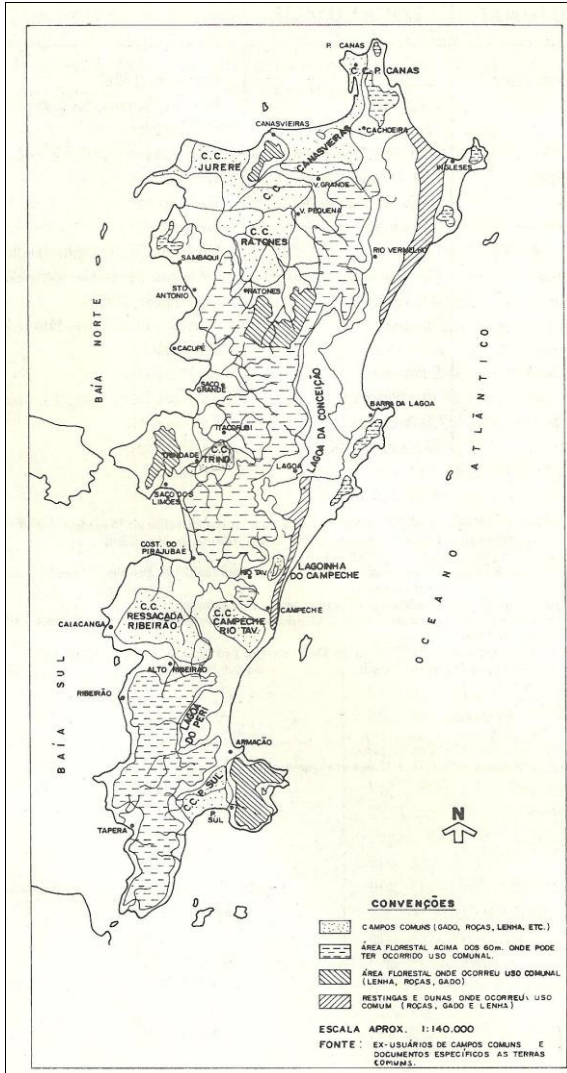 P. CANAS
C.C. P. CANAS
CANASVIEIRAS
CACHOEIRA
C.C.
JURERÊ
C.C.
CANASVIEIRAS
INGLESES
V. GRANDE
V. PEQUENA
C.C.
RATONES
RIO VERMELHO
SAMBAQUI
STO
ANTONIO
RATONES
BAÍA NORTE
CACUPÉ
SACO
GRANDE
LAGOA DA CONCEIÇÃO
BARRA DA LAGOA
OCEANO ATLÂNTICO
ITACORUBI
TRINDADE
C.C.
TRIND.
LAGOA
SACO DOS
LIMÕES
COST. DO
PIRAJUBAÉ
RIO TAV.
LAGOINHA
DO CAMPECHE
C.C.
RESSACADA
RIBEIRÃO
C.C.
CAMPECHE
RIO TAV.
CAMPECHE
CAIACANGA
ALTO RIBEIRÃO
RIBEIRÃO
BAÍA SUL
LAGOA
DO PERI
ARMAÇÃO
C.C. P. SUL
P. SUL
TAPERA
N
CONVENÇÕES
CAMPOS COMUNS (GADO, ROÇAS, LENHA, ETC.)
ÁREA FLORESTAL ACIMA DOS 60m. ONDE PODE
TER OCORRIDO USO COMUNAL.
ÁREA FLORESTAL ONDE OCORREU USO COMUNAL
(LENHA, ROÇAS, GADO)
RESTINGAS E DUNAS ONDE OCORREU USO
COMUM (ROÇAS, GADO E LENHA)
ESCALA APROX. 1:140.000
FONTE: EX-USUÁRIOS DE CAMPOS COMUNS E
DOCUMENTOS ESPECÍFICOS AS TERRAS
COMUNS.